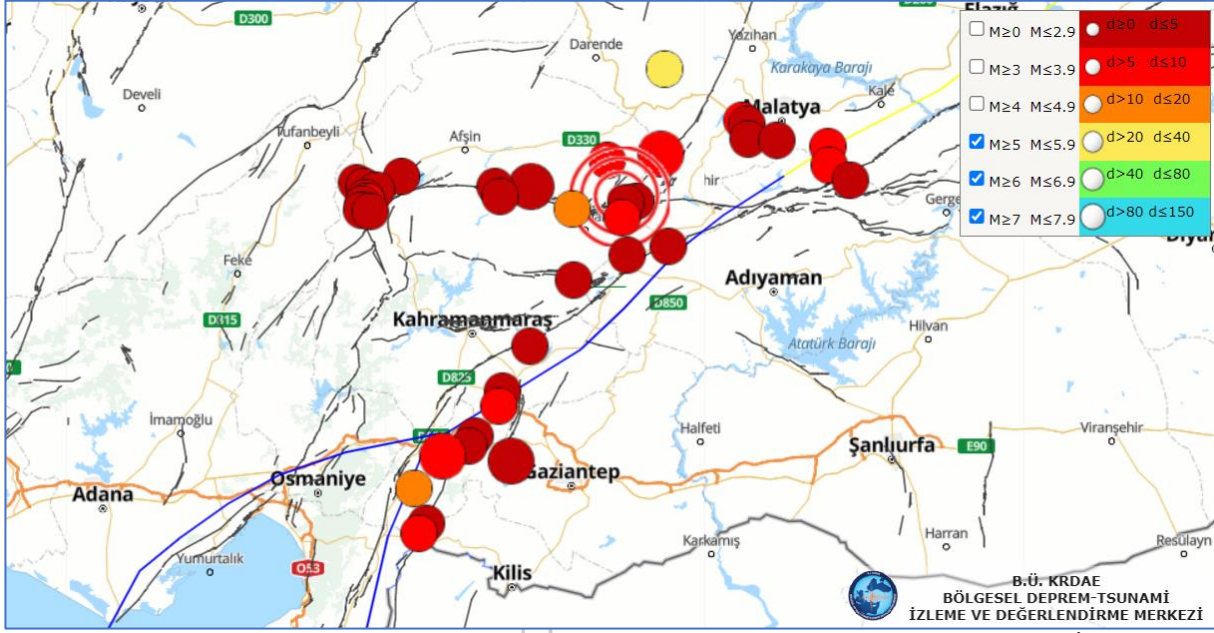 D300
Elazığ
Darende
Yazıhan
Karakaya Barajı
Develi
Kale
Malatya
Tufanbeyli
Afşin
D330
Feke
Adıyaman
D850
D815
Kahramanmaraş
Hilvan
Atatürk Barajı
D825
İmamoğlu
Halfeti
Viranşehir
Şanlıurfa
E90
Gaziantep
Osmaniye
Adana
Harran
Karkamış
Resülayn
Yumurtalık
O53
Kilis
M≥0 M≤2.9 d≥0 d≤5
M≥3 M≤3.9 d>5 d≤10
M≥4 M≤4.9 d>10 d≤20
M≥5 M≤5.9 d>20 d≤40
M≥6 M≤6.9 d>40 d≤80
M≥7 M≤7.9 d>80 d≤150
B.Ü. KRDAE
BÖLGESEL DEPREM-TSUNAMİ
İZLEME VE DEĞERLENDİRME MERKEZİ